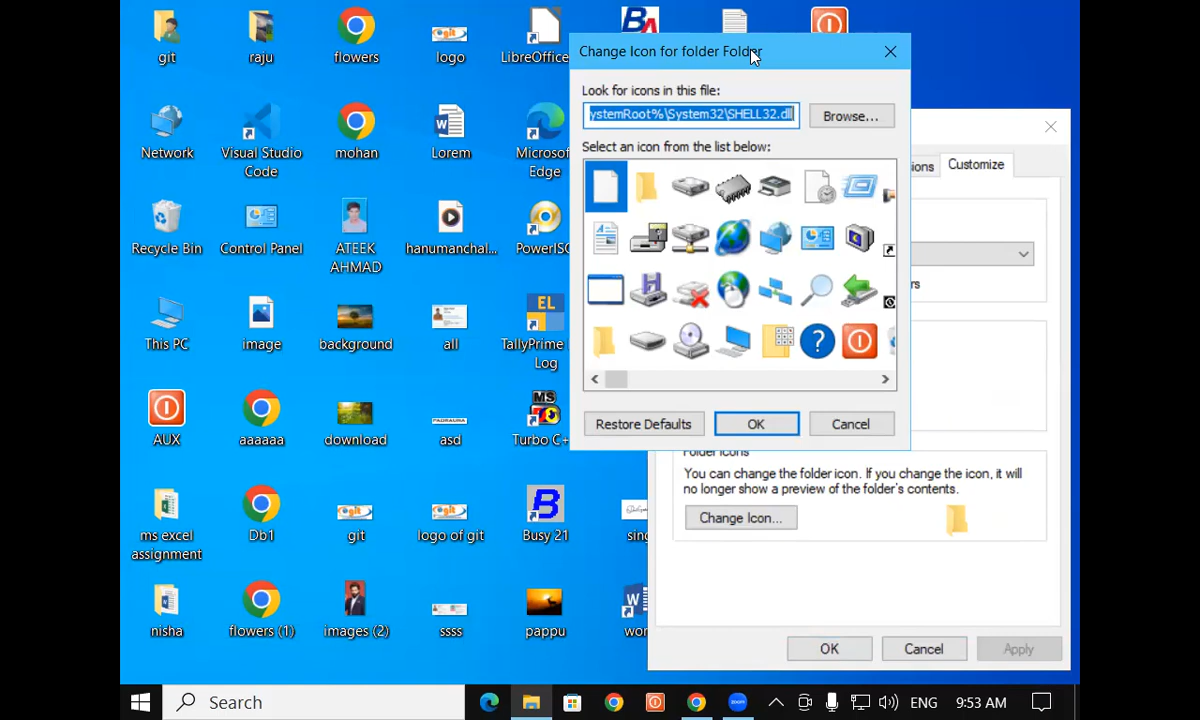 git
raju
flowers
logo
LibreOffice
Change Icon for folder Folder
Look for icons in this file:
ystemRoot%\System32\SHELL32.dll
Browse...
Select an icon from the list below:
Customize
Network
Visual Studio
Code
mohan
Lorem
Microsoft
Edge
Recycle Bin
Control Panel
ATEEK
AHMAD
hanumanchal...
PowerISO
This PC
image
background
all
EL
TallyPrime
Log
Restore Defaults
OK
Cancel
AUX
aaaaaa
download
asd
PADRAUNA
MS
Turbo C+
Folder icons
You can change the folder icon. If you change the icon, it will
no longer show a preview of the folder's contents.
Change Icon...
ms excel
assignment
Db1
git
logo of git
Busy 21
nisha
flowers (1)
images (2)
ssss
pappu
OK
Cancel
Apply
Search
ENG
9:53 AM